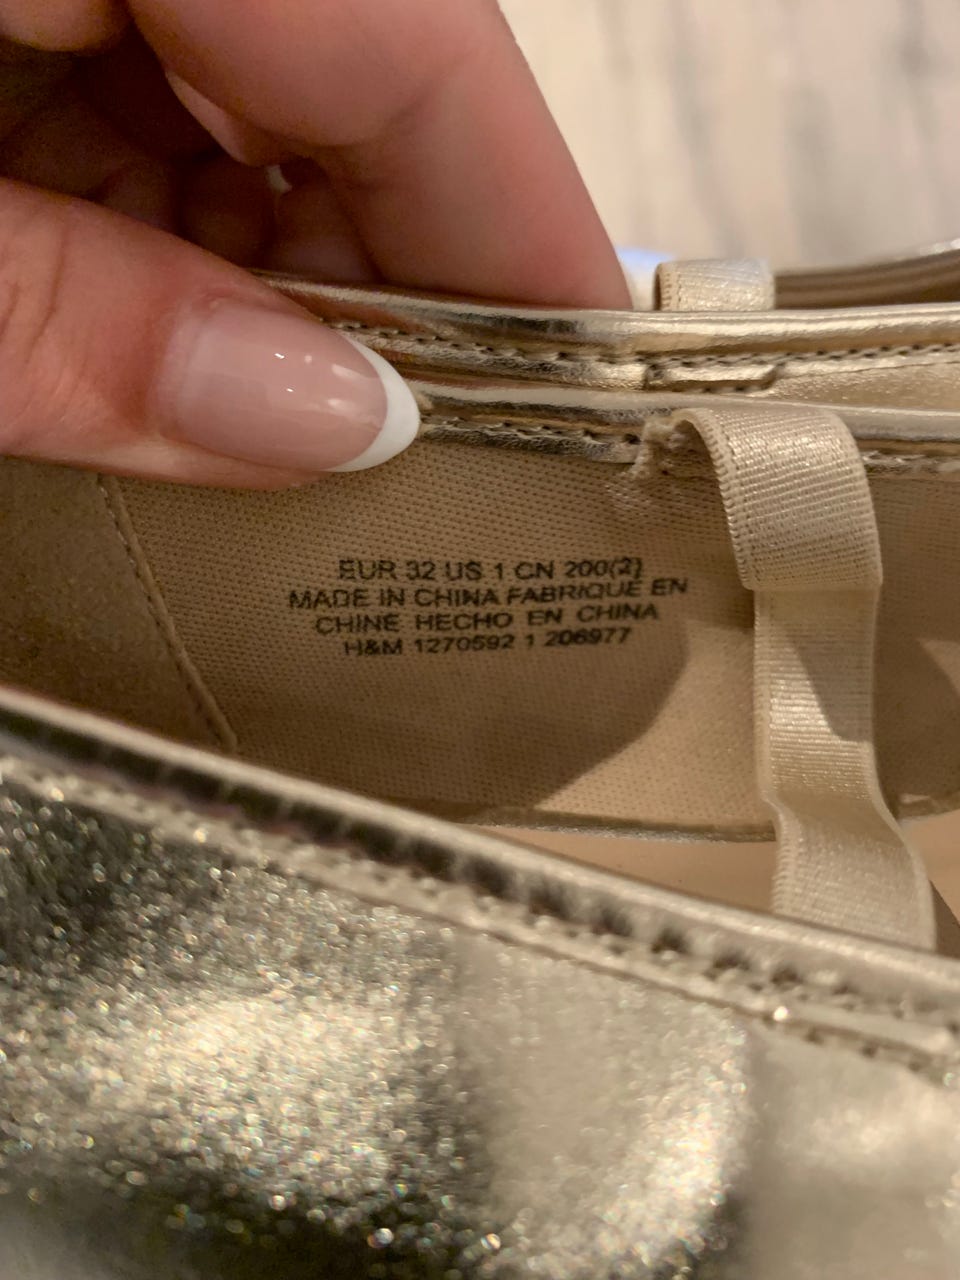 EUR 32 US 1 CN 200(2)
MADE IN CHINA FABRIQUE EN
CHINE HECHO EN CHINA
H&M 1270592 1 206977